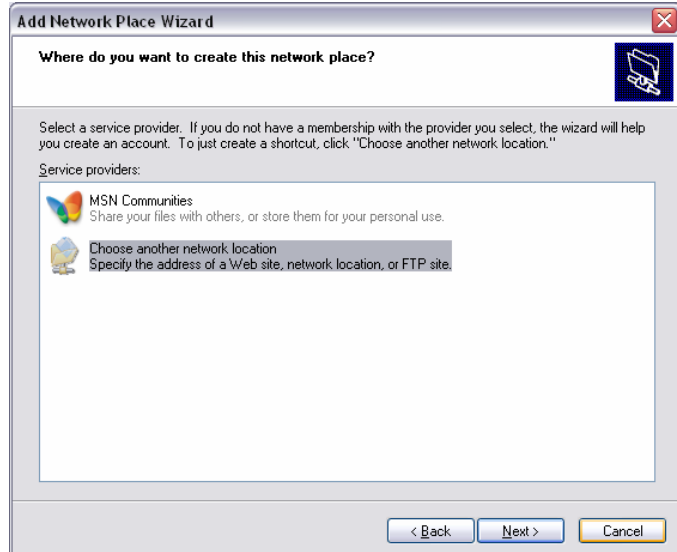 Add Network Place Wizard
Where do you want to create this network place?
Select a service provider. If you do not have a membership with the provider you select, the wizard will help
you create an account. To just create a shortcut, click "Choose another network location."
Service providers:
MSN Communities
Share your files with others, or store them for your personal use.
Choose another network location
Specify the address of a Web site, network location, or FTP site.
< Back
Next >
Cancel